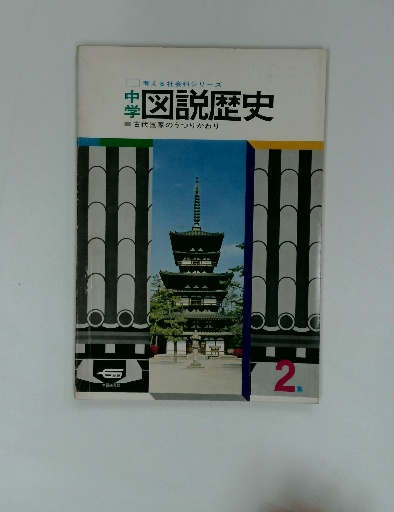 考える社会科シリーズ
中学 図説歴史
古代国家のうつりかわり
2集